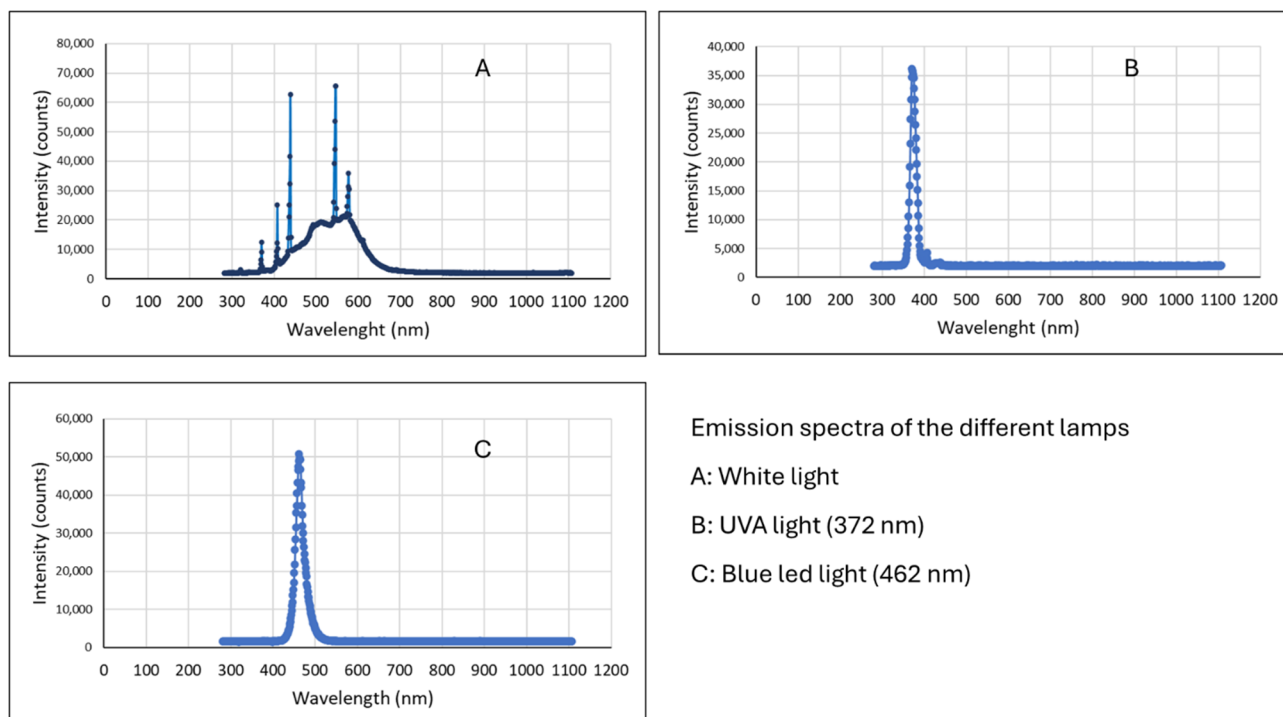 A
80,000
70,000
60,000
50,000
40,000
30,000
20,000
10,000
0
0 100 200 300 400 500 600 700 800 900 1000 1100 1200
Intensity (counts)
Wavelenght (nm)
B
40,000
35,000
30,000
25,000
20,000
15,000
10,000
5,000
0
0 100 200 300 400 500 600 700 800 900 1000 1100 1200
Intensity (counts)
Wavelenght (nm)
C
60,000
50,000
40,000
30,000
20,000
10,000
0
0 100 200 300 400 500 600 700 800 900 1000 1100 1200
Intensity (counts)
Wavelength (nm)
Emission spectra of the different lamps
A: White light
B: UVA light (372 nm)
C: Blue led light (462 nm)